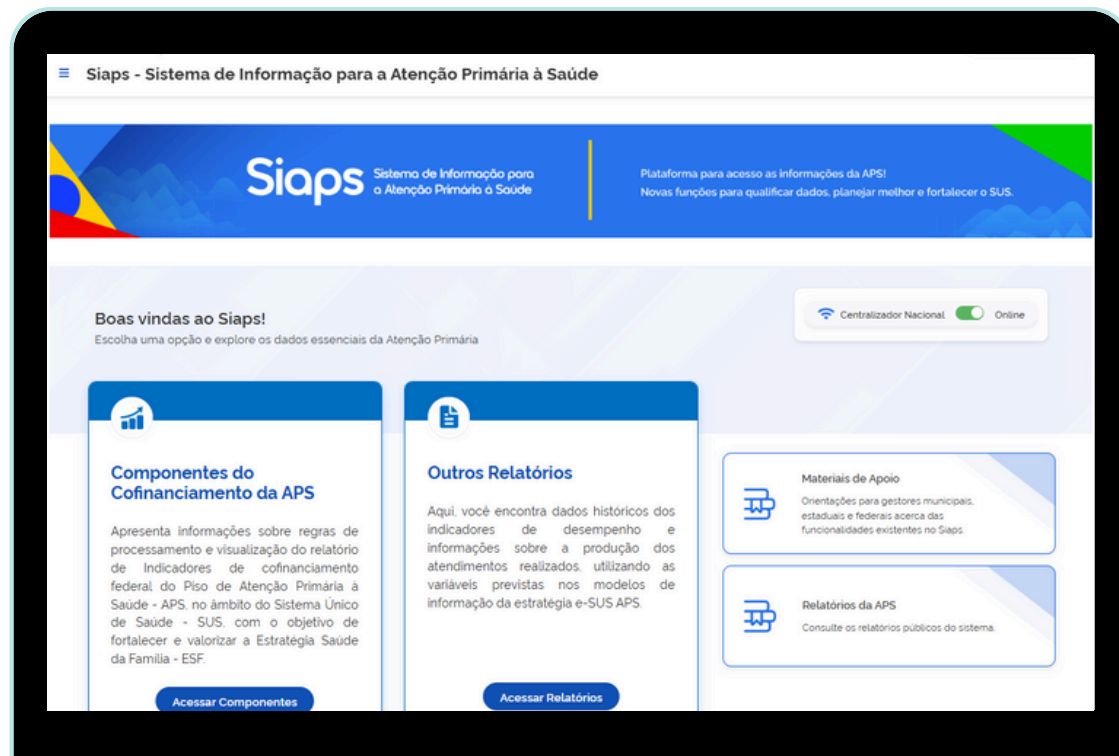 Siaps - Sistema de Informação para a Atenção Primária à Saúde
Siaps
Sistema de Informação para
a Atenção Primária à Saúde
Plataforma para acesso as informações da APS!
Novas funções para qualificar dados, planejar melhor e fortalecer o SUS.
Boas vindas ao Siaps!
Escolha uma opção e explore os dados essenciais da Atenção Primária
Centralizador Nacional
Online
Componentes do
Cofinanciamento da APS
Apresenta informações sobre regras de
processamento e visualização do relatório
de Indicadores de cofinanciamento
federal do Piso de Atenção Primária à
Saúde - APS, no âmbito do Sistema Único
de Saúde - SUS, com o objetivo de
fortalecer e valorizar a Estratégia Saúde
da Família - ESF.
Acessar Componentes
Outros Relatórios
Aqui, você encontra dados históricos dos
indicadores de desempenho e
informações sobre a produção dos
atendimentos realizados, utilizando as
variáveis previstas nos modelos de
informação da estratégia e-SUS APS.
Acessar Relatórios
Materiais de Apoio
Orientações para gestores municipais,
estaduais e federais acerca das
funcionalidades existentes no Siaps.
Relatórios da APS
Consulte os relatórios públicos do sistema.